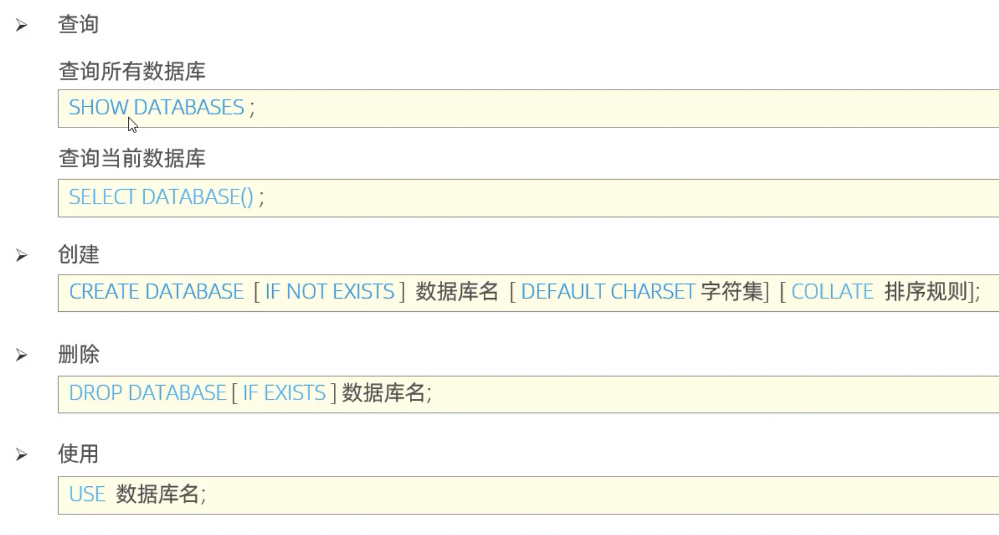 查询
查询所有数据库
SHOW DATABASES ;
查询当前数据库
SELECT DATABASE() ;
创建
CREATE DATABASE [ IF NOT EXISTS ] 数据库名 [ DEFAULT CHARSET 字符集] [ COLLATE 排序规则];
删除
DROP DATABASE [ IF EXISTS ] 数据库名;
使用
USE 数据库名;